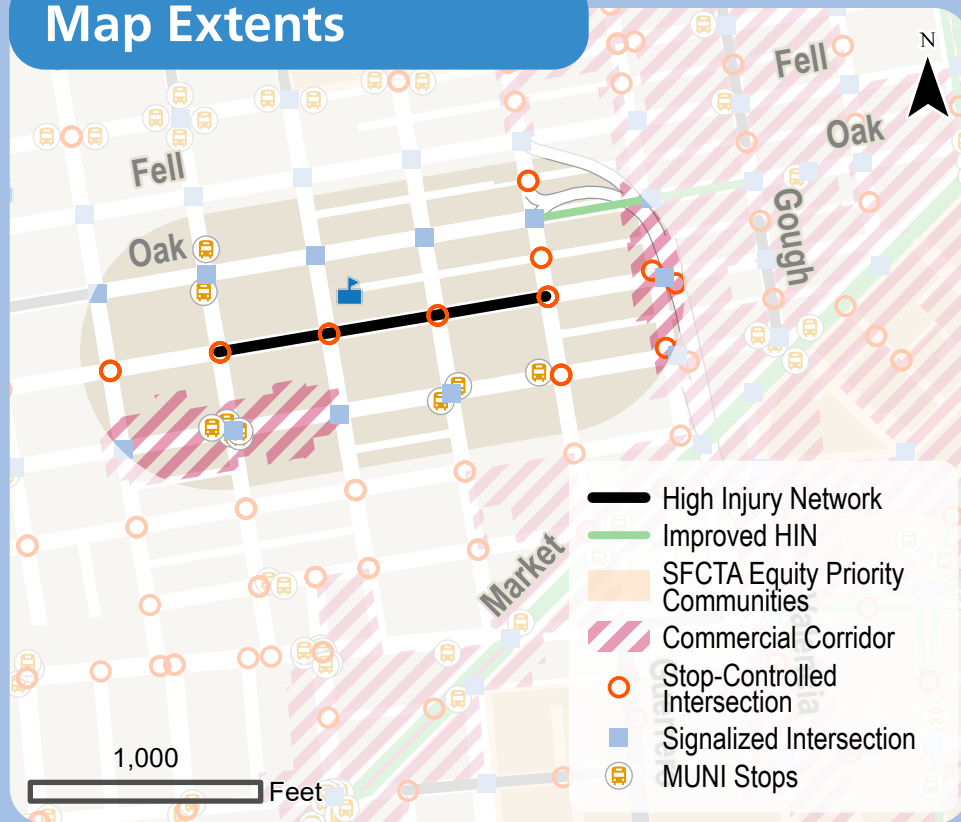 Map Extents
N
Fell
Oak
Gough
Fell
Oak
Market
High Injury Network
Improved HIN
SFCTA Equity Priority
Communities
Commercial Corridor
Stop-Controlled
Intersection
Signalized Intersection
MUNI Stops
1,000
Feet